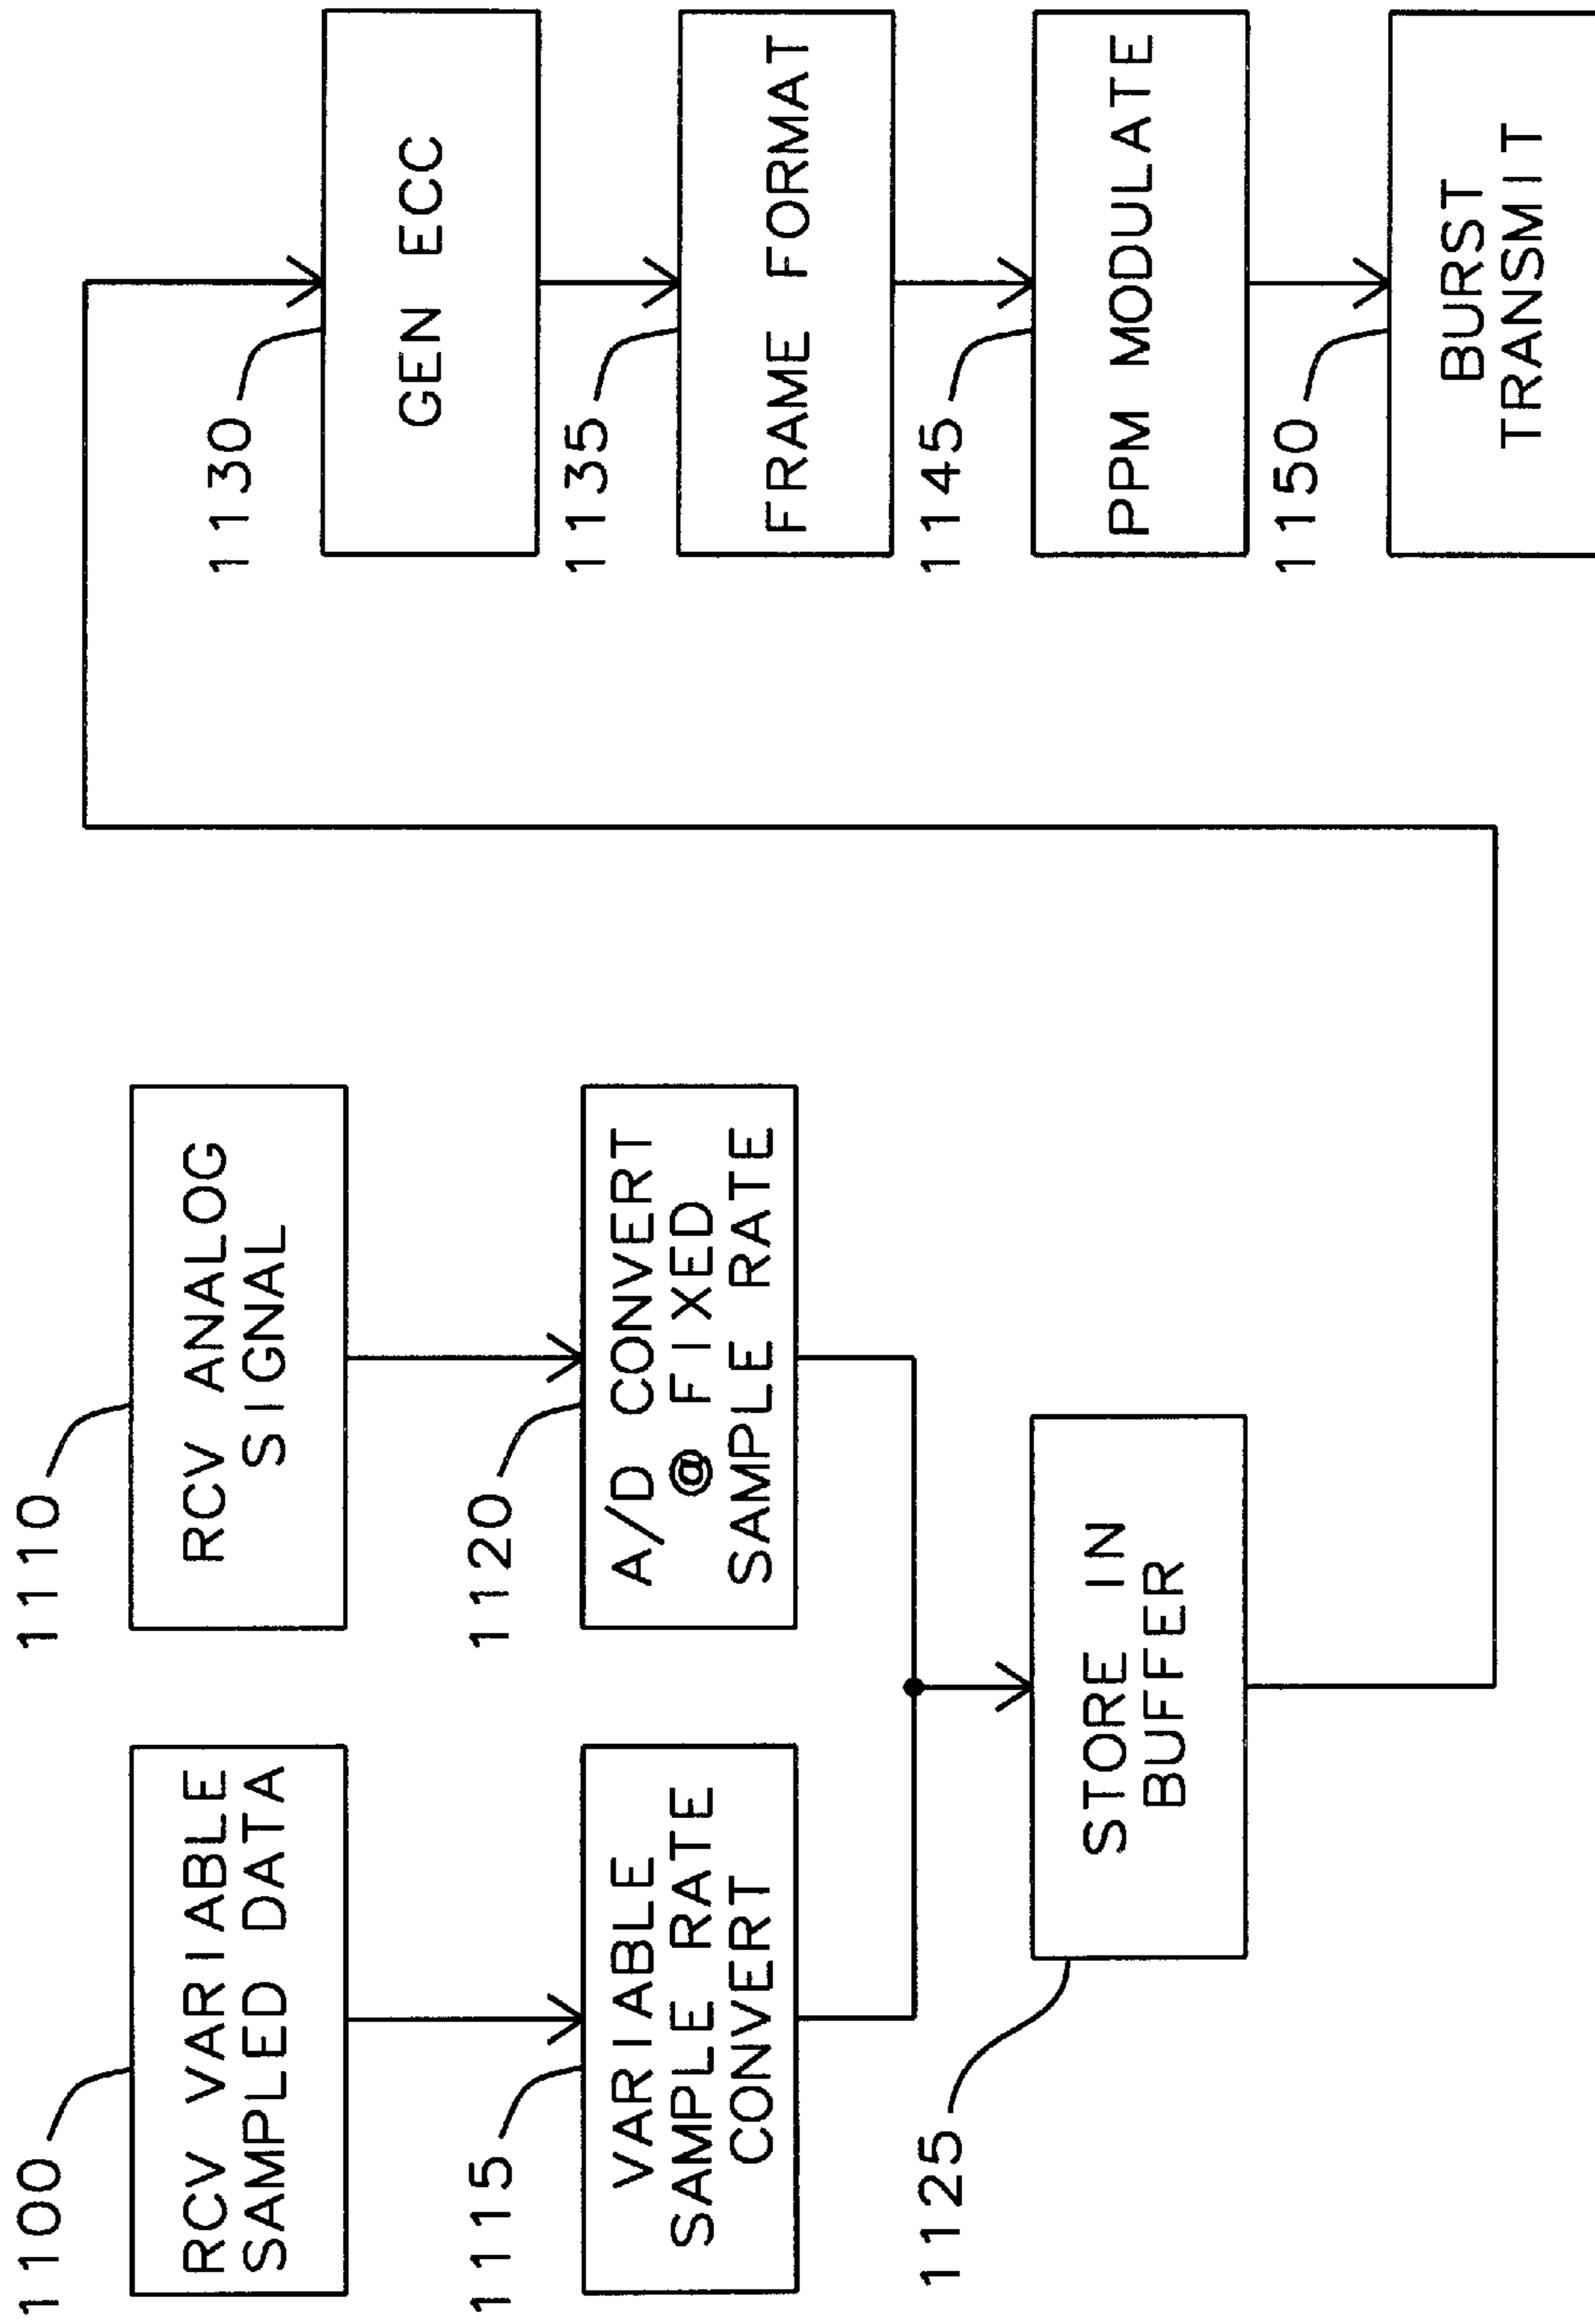 1100
RCV VARIABLE
SAMPLED DATA
1110
RCV ANALOG
SIGNAL
1115
VARIABLE
SAMPLE RATE
CONVERT
1120
A/D CONVERT
@ FIXED
SAMPLE RATE
1125
STORE IN
BUFFER
1130
GEN ECC
1135
FRAME FORMAT
1145
PPM MODULATE
1150
BURST
TRANSMIT